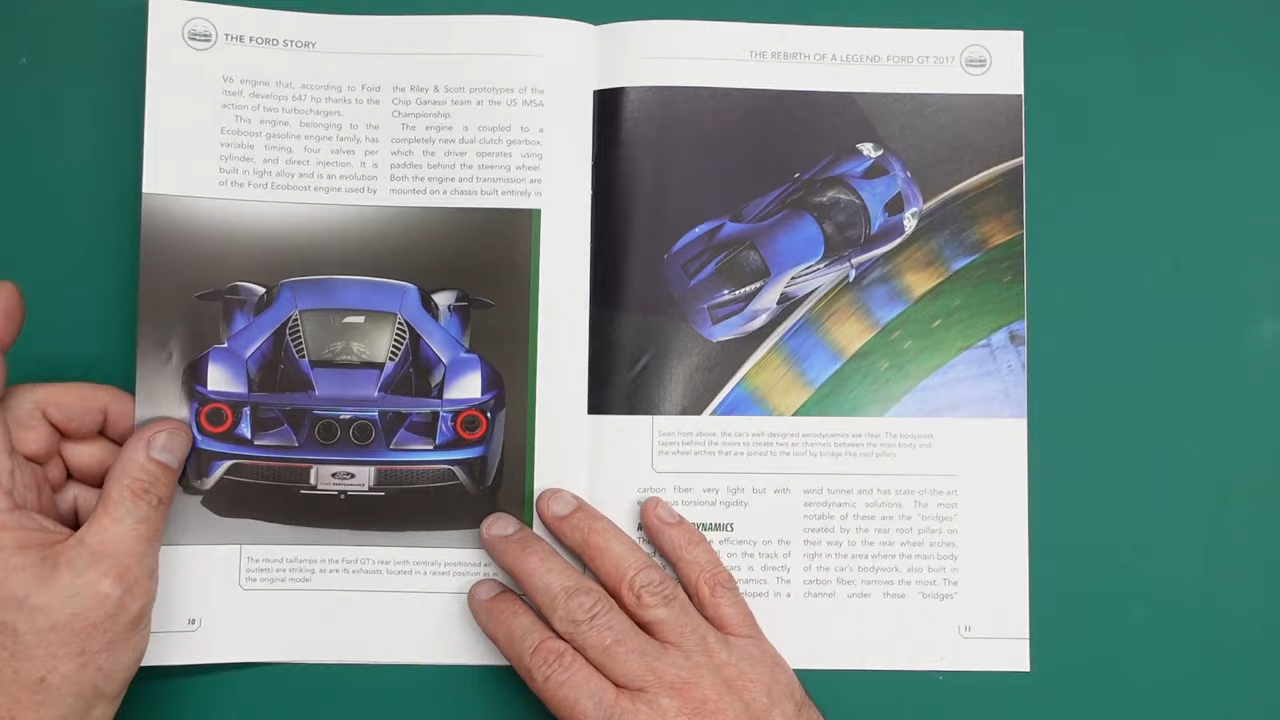 THE FORD STORY
V6 engine that, according to Ford
itself, develops 647 hp thanks to the
action of two turbochargers.
This engine, belonging to the
Ecoboost gasoline engine family, has
variable timing, four valves per
cylinder, and direct injection. It is
built in light alloy and is an evolution
of the Ford Ecoboost engine used by
the Riley & Scott prototypes of the
Chip Ganassi team at the US IMSA
Championship.
The engine is coupled to a
completely new dual-clutch gearbox,
which the driver operates using
paddles behind the steering wheel.
Both the engine and transmission are
mounted on a chassis built entirely in
Ford
FORD PERFORMANCE
The round taillamps in the Ford GT's rear (with centrally positioned air
outlets) are striking, as are its exhausts, located in a raised position as in
the original model.
10
THE REBIRTH OF A LEGEND: FORD GT 2017
Seen from above, the car's well-designed aerodynamics are clear. The bodywork
tapers behind the doors to create two air channels between the main body and
the wheel arches that are joined to the roof by bridge like roof pillars.
carbon fiber: very light but with
torsional rigidity.
efficiency on the
on the track of
cars is directly
The
in a
wind tunnel and has state-of-the-art
aerodynamic solutions. The most
notable of these are the "bridges"
created by the rear roof pillars on
their way to the rear wheel arches,
right in the area where the main body
of the car's bodywork, also built in
carbon fiber, narrows the most. The
channel under these "bridges"
11